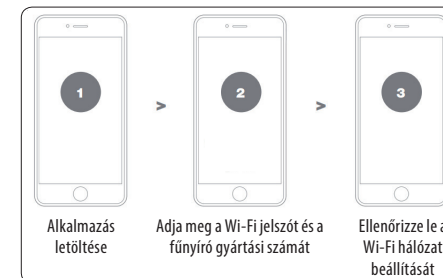 1
>
2
>
3
Alkalmazás
letöltése
Adja meg a Wi-Fi jelszót és a
fűnyíró gyártási számát
Ellenőrizze le a
Wi-Fi hálózat
beállítását